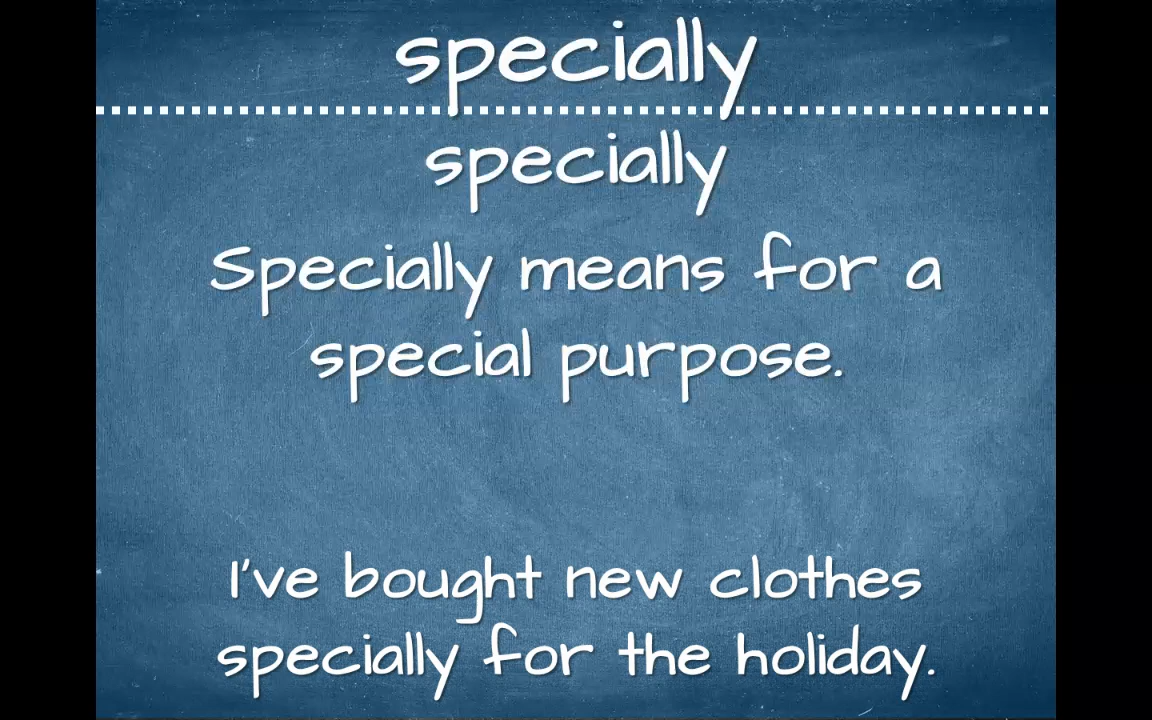 specially
specially
Specially means for a
special purpose.
I've bought new clothes
specially for the holiday.